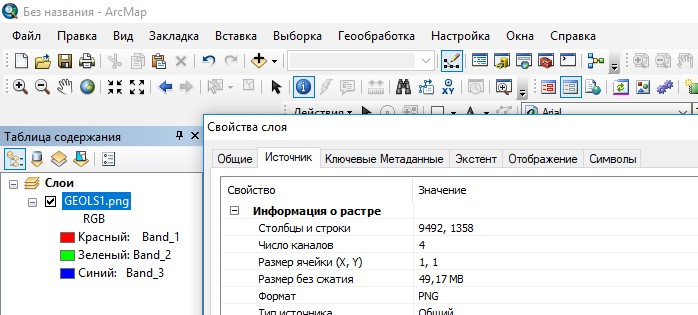 Без названия - ArcMap
Файл Правка Вид Закладка Вставка Выборка Геообработка Настройка Окна Справка
Действия
Arial
Таблица содержания
Слои
GEOLS1.png
RGB
Красный: Band_1
Зеленый: Band_2
Синий: Band_3
Свойства слоя
Общие Источник Ключевые Метаданные Экстент Отображение Символы
Свойство Значение
Информация о растре
Столбцы и строки 9492, 1358
Число каналов 4
Размер ячейки (X, Y) 1, 1
Размер без сжатия 49,17 MB
Формат PNG
Тип источника Общий